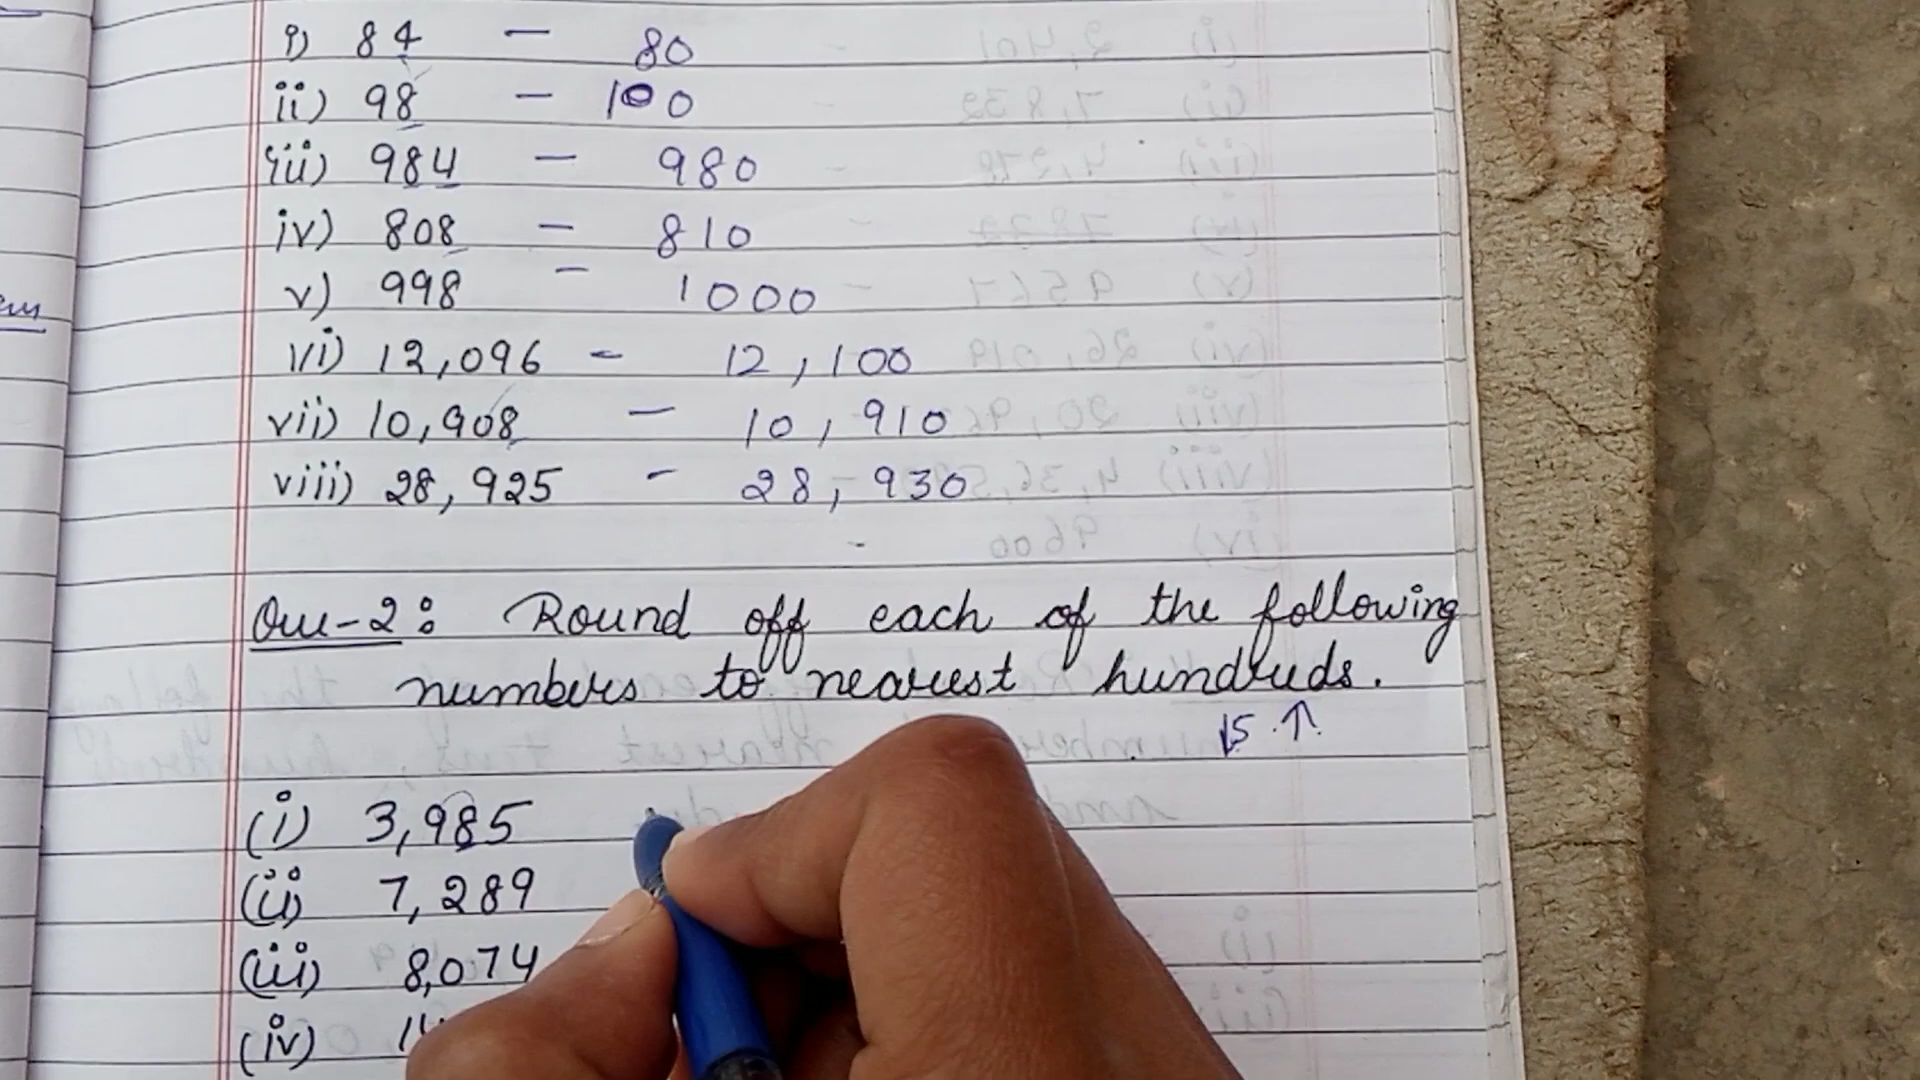 i) 84 – 80
ii) 98 – 100
iii) 984 – 980
iv) 808 – 810
v) 998 – 1000
vi) 12,096 – 12,100
vii) 10,908 – 10,910
viii) 28,925 – 28,930
Que-2: Round off each of the following
numbers to nearest hundreds.
5 ↑
(i) 3,985
(ii) 7,289
(iii) 8,074
(iv)